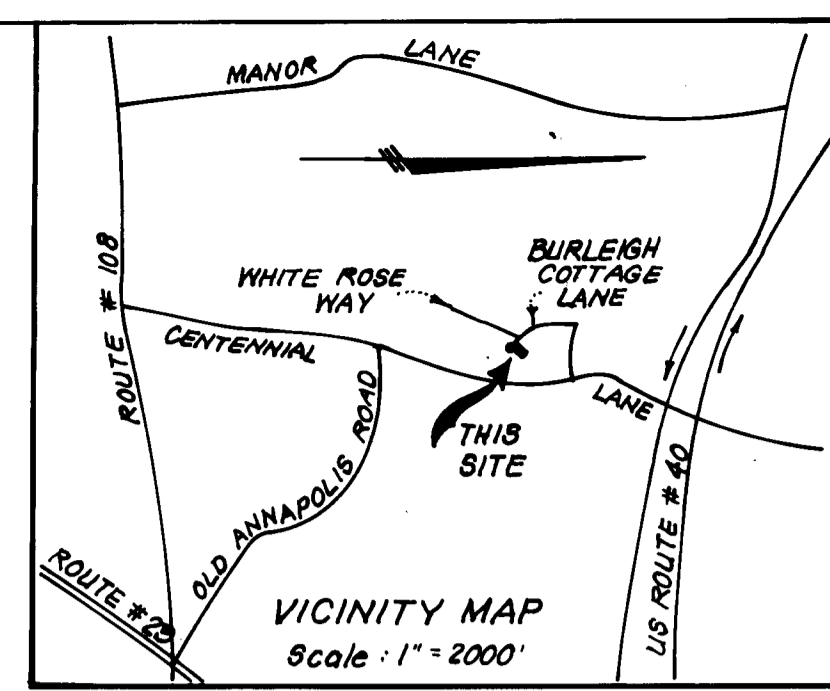 MANOR LANE
WHITE ROSE
WAY
BURLEIGH
COTTAGE
LANE
ROUTE # 108
CENTENNIAL
LANE
THIS
SITE
OLD ANNAPOLIS ROAD
ROUTE #29
US ROUTE # 40
VICINITY MAP
Scale : 1" = 2000'